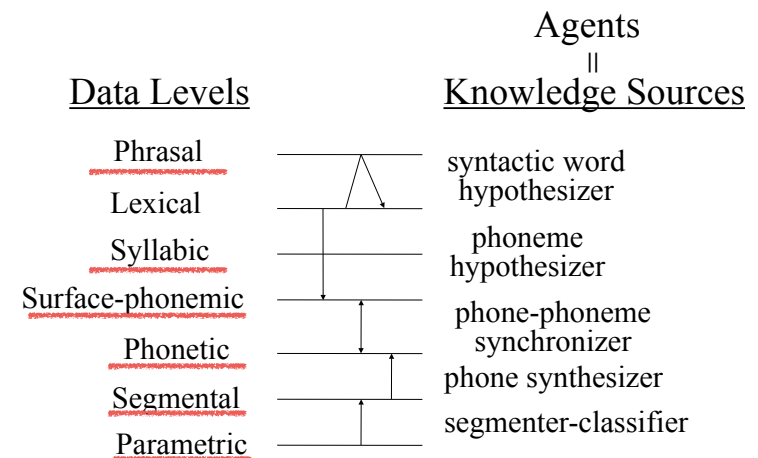 Agents
=
Data Levels
Knowledge Sources
Phrasal
Lexical
Syllabic
Surface-phonemic
Phonetic
Segmental
Parametric
syntactic word
hypothesizer
phoneme
hypothesizer
phone-phoneme
synchronizer
phone synthesizer
segmenter-classifier